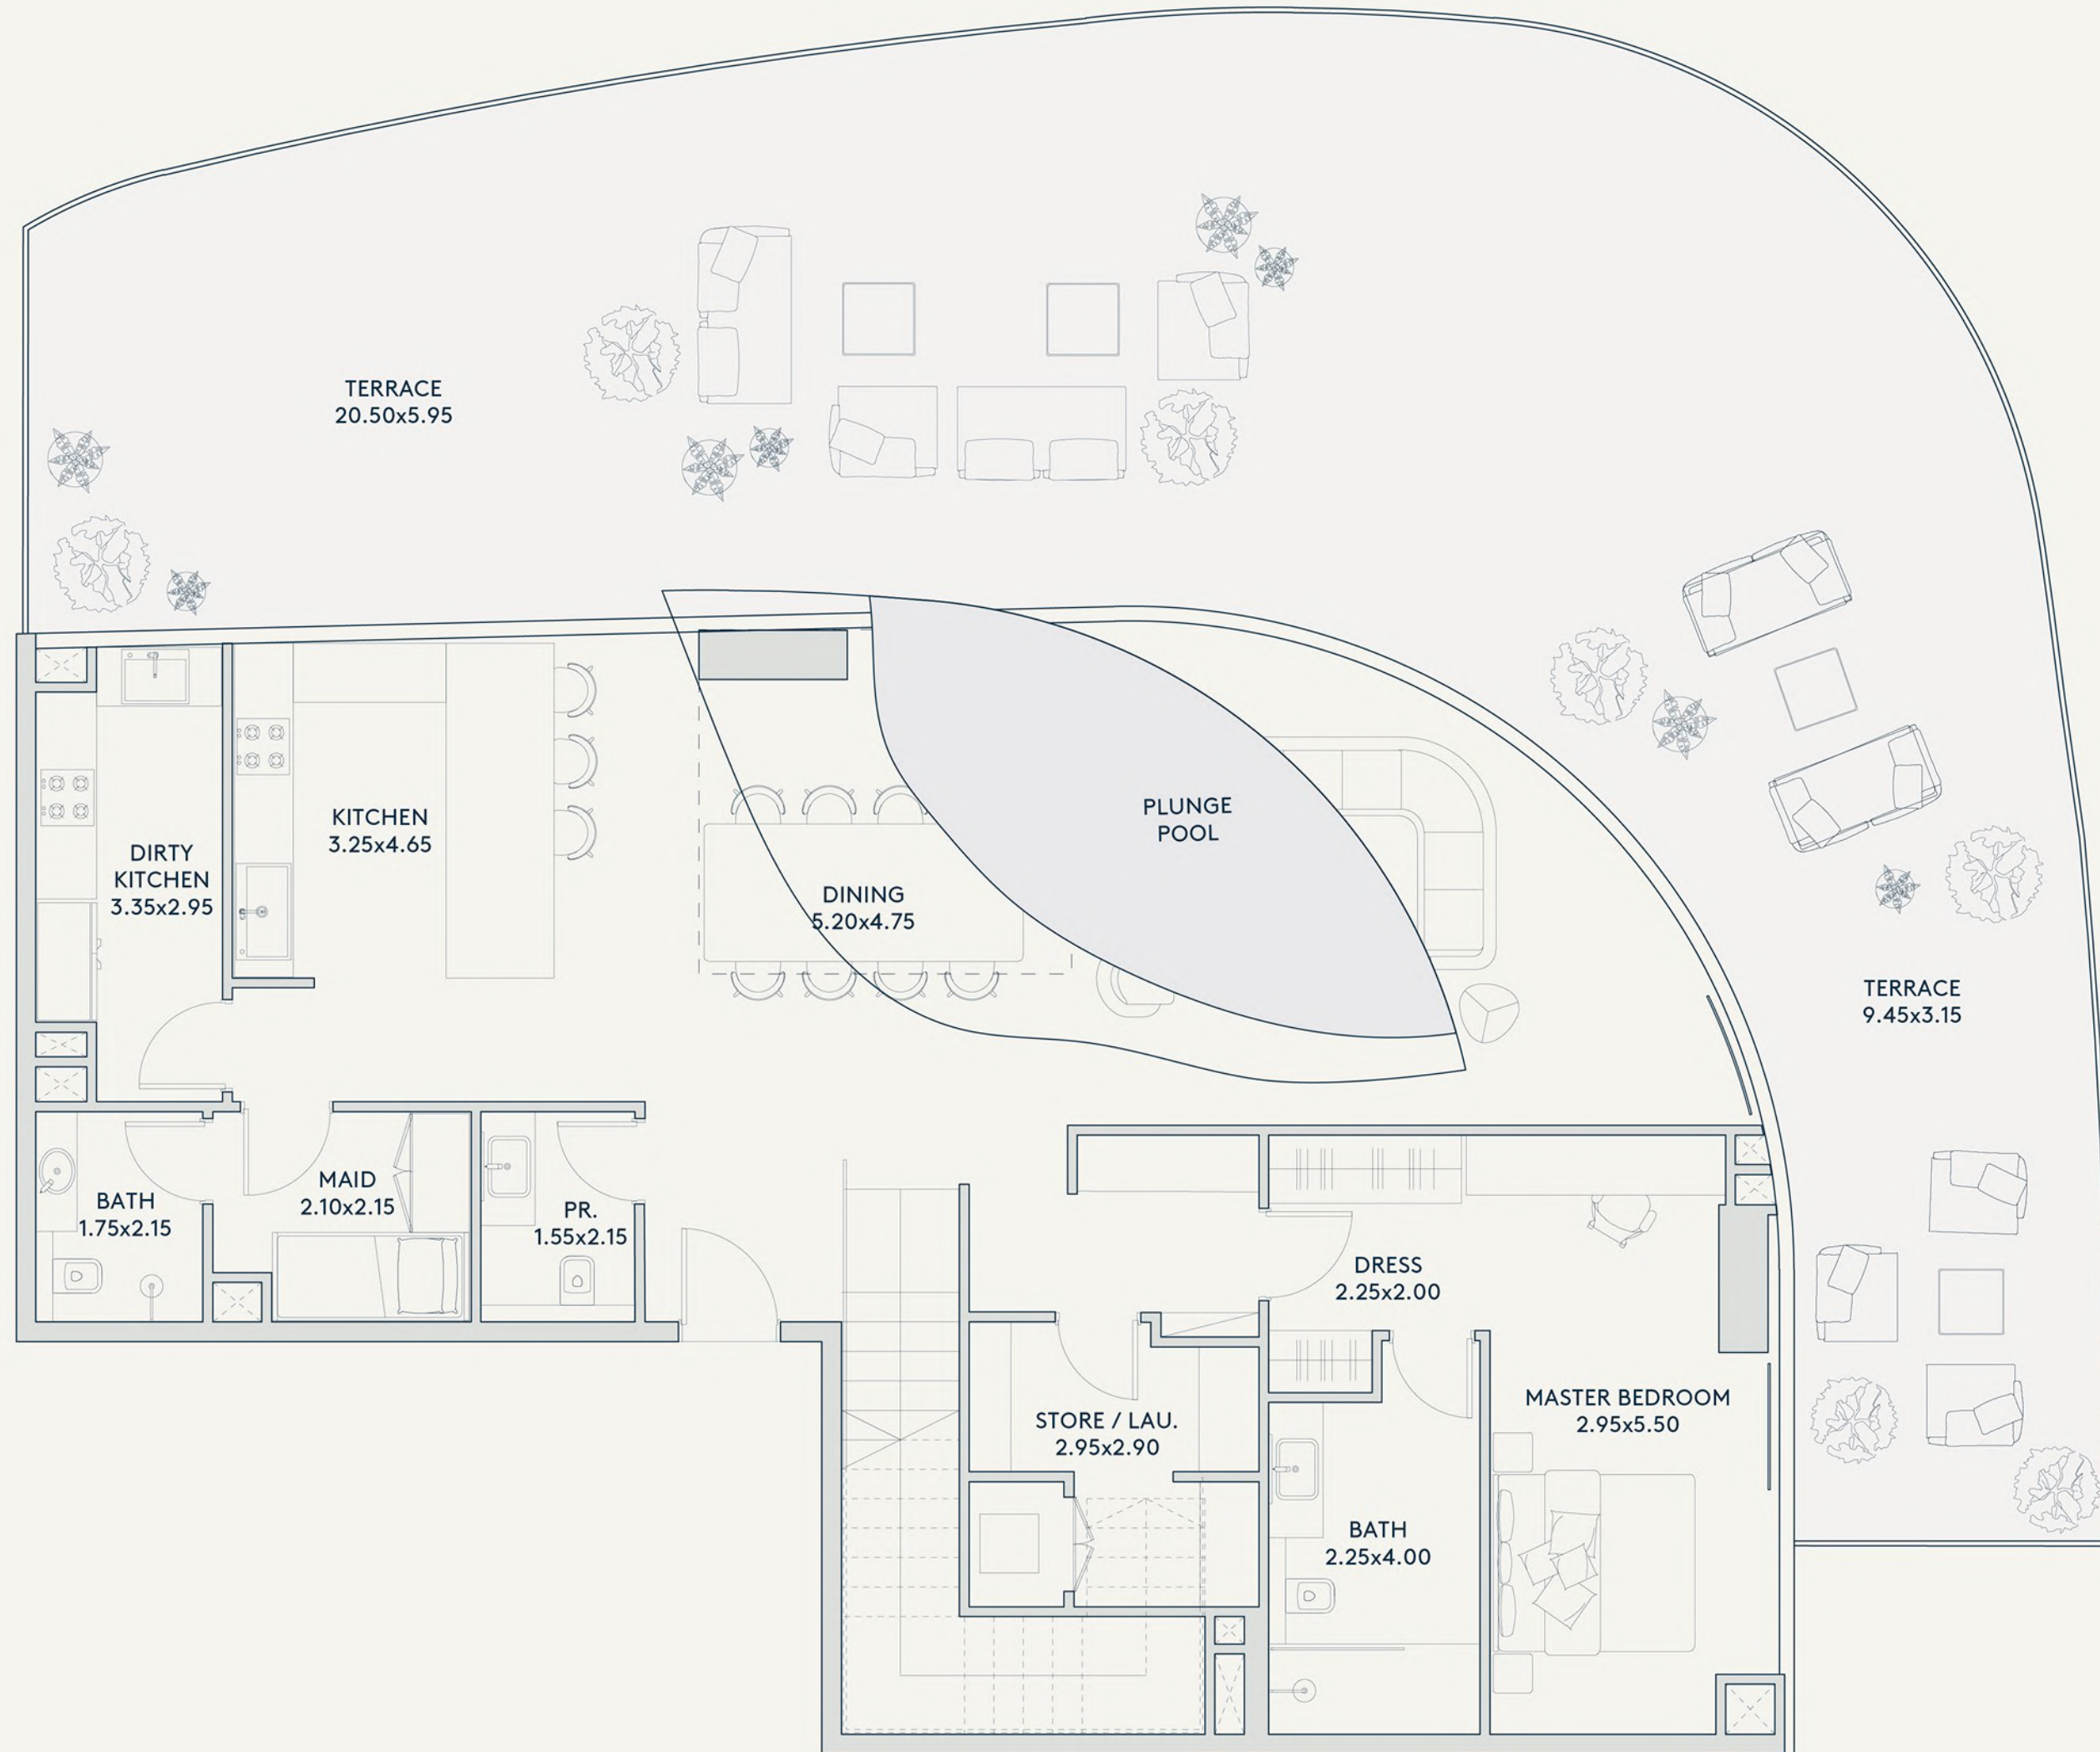 TERRACE
20.50x5.95
PLUNGE
POOL
KITCHEN
3.25x4.65
DIRTY
KITCHEN
3.35x2.95
DINING
5.20x4.75
TERRACE
9.45x3.15
MAID
2.10x2.15
BATH
1.75x2.15
PR.
1.55x2.15
DRESS
2.25x2.00
MASTER BEDROOM
2.95x5.50
STORE / LAU.
2.95x2.90
BATH
2.25x4.00